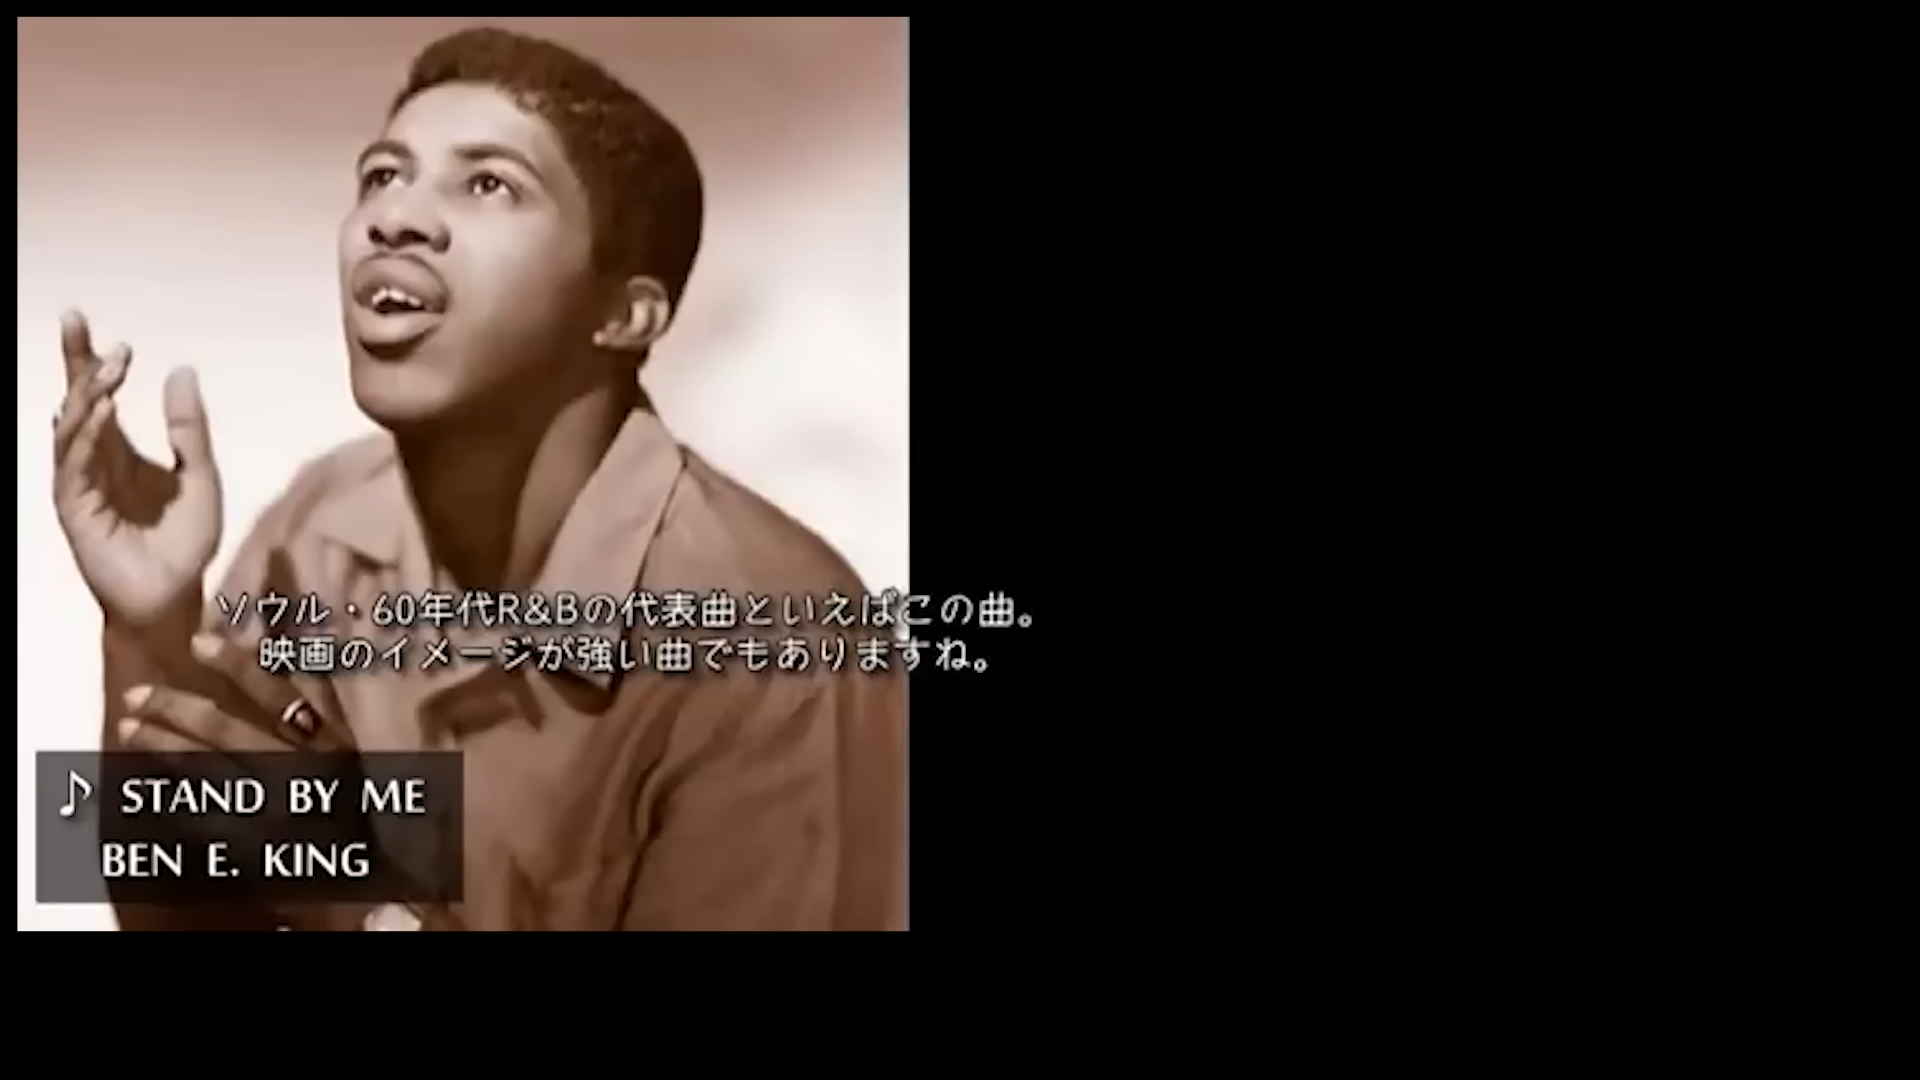 ソウル・60年代R&Bの代表曲といえばこの曲。
映画のイメージが強い曲でもありますね。
♪ STAND BY ME
BEN E. KING